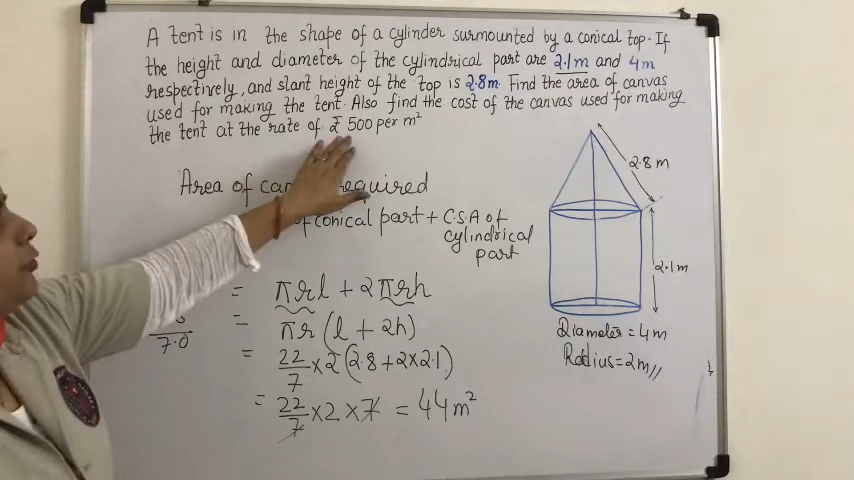 A tent is in the shape of a cylinder surmounted by a conical top. If
the height and diameter of the cylindrical part are 2.1m and 4m
respectively, and slant height of the top is 2.8m. Find the area of canvas
used for making the tent. Also find the cost of the canvas used for making
the tent at the rate of ₹ 500 per m²
Area of required
of conical part + C.S.A of
cylindrical
part
= πrl + 2πrh
= πr(l + 2h)
= 22/7 × 2 (2.8 + 2×2.1)
= 22/7 × 2 × 7 = 44m²
7.0
2.8 m
2.1 m
Diameter = 4m
Radius = 2m//